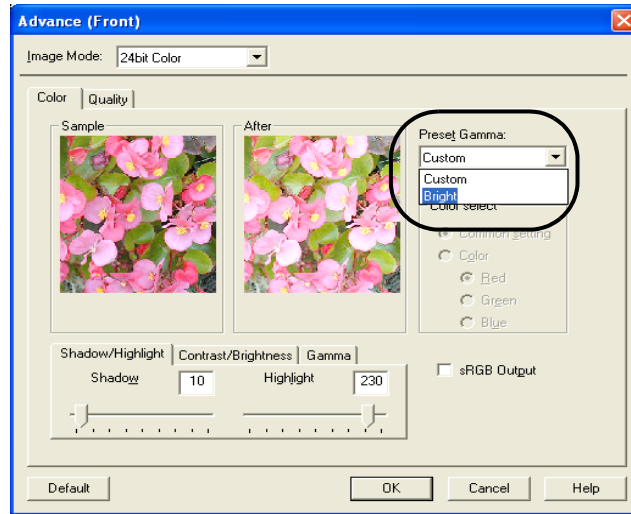 Advance (Front)
Image Mode: 24bit Color
Color Quality
Sample
After
Preset Gamma:
Custom
Custom
Bright
Color select
Common setting
Color
Red
Green
Blue
Shadow/Highlight Contrast/Brightness Gamma
Shadow 10 Highlight 230
sRGB Output
Default OK Cancel Help